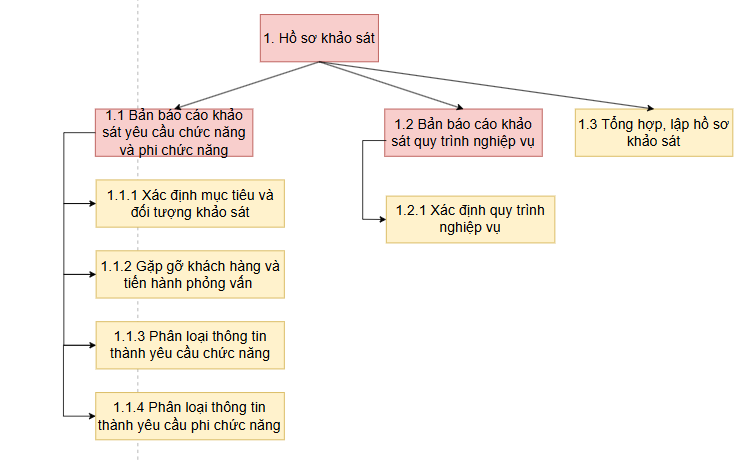 1. Hồ sơ khảo sát
1.1 Bản báo cáo khảo
sát yêu cầu chức năng
và phi chức năng
1.2 Bản báo cáo khảo
sát quy trình nghiệp vụ
1.3 Tổng hợp, lập hồ sơ
khảo sát
1.1.1 Xác định mục tiêu và
đối tượng khảo sát
1.2.1 Xác định quy trình
nghiệp vụ
1.1.2 Gặp gỡ khách hàng và
tiến hành phỏng vấn
1.1.3 Phân loại thông tin
thành yêu cầu chức năng
1.1.4 Phân loại thông tin
thành yêu cầu phi chức năng